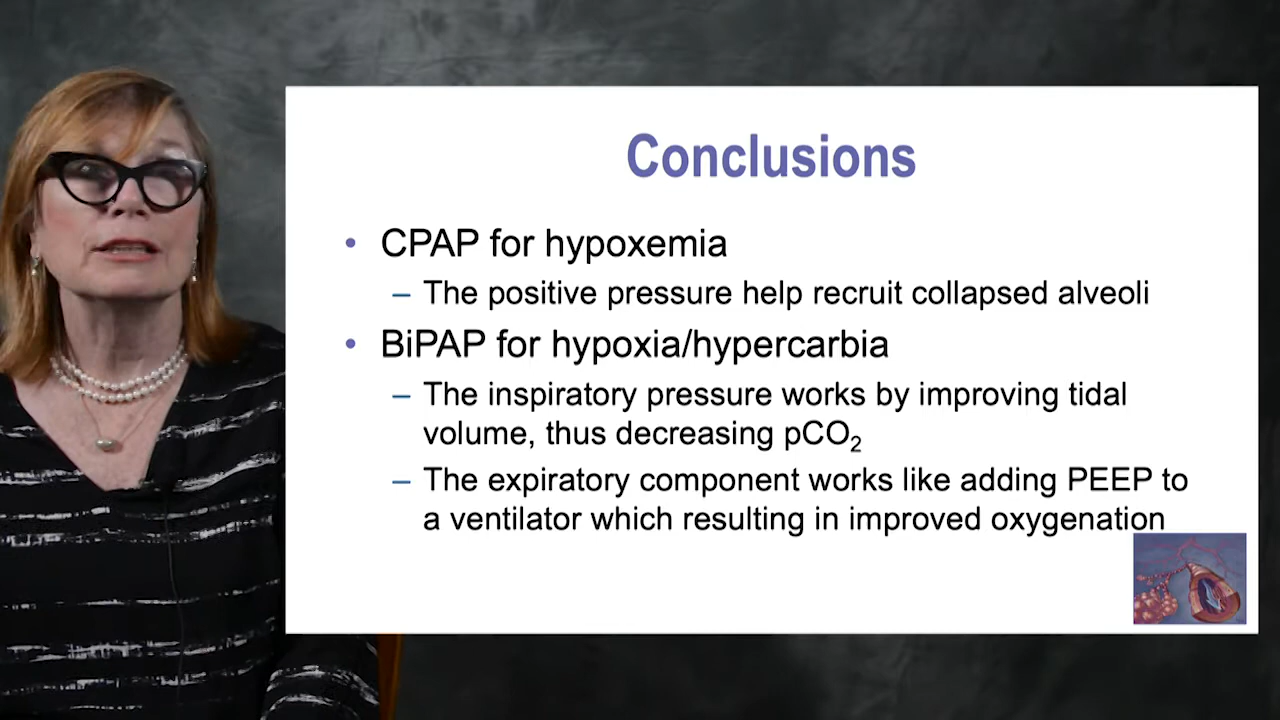 Conclusions
• CPAP for hypoxemia
– The positive pressure help recruit collapsed alveoli
• BiPAP for hypoxia/hypercarbia
– The inspiratory pressure works by improving tidal
volume, thus decreasing pCO₂
– The expiratory component works like adding PEEP to
a ventilator which resulting in improved oxygenation